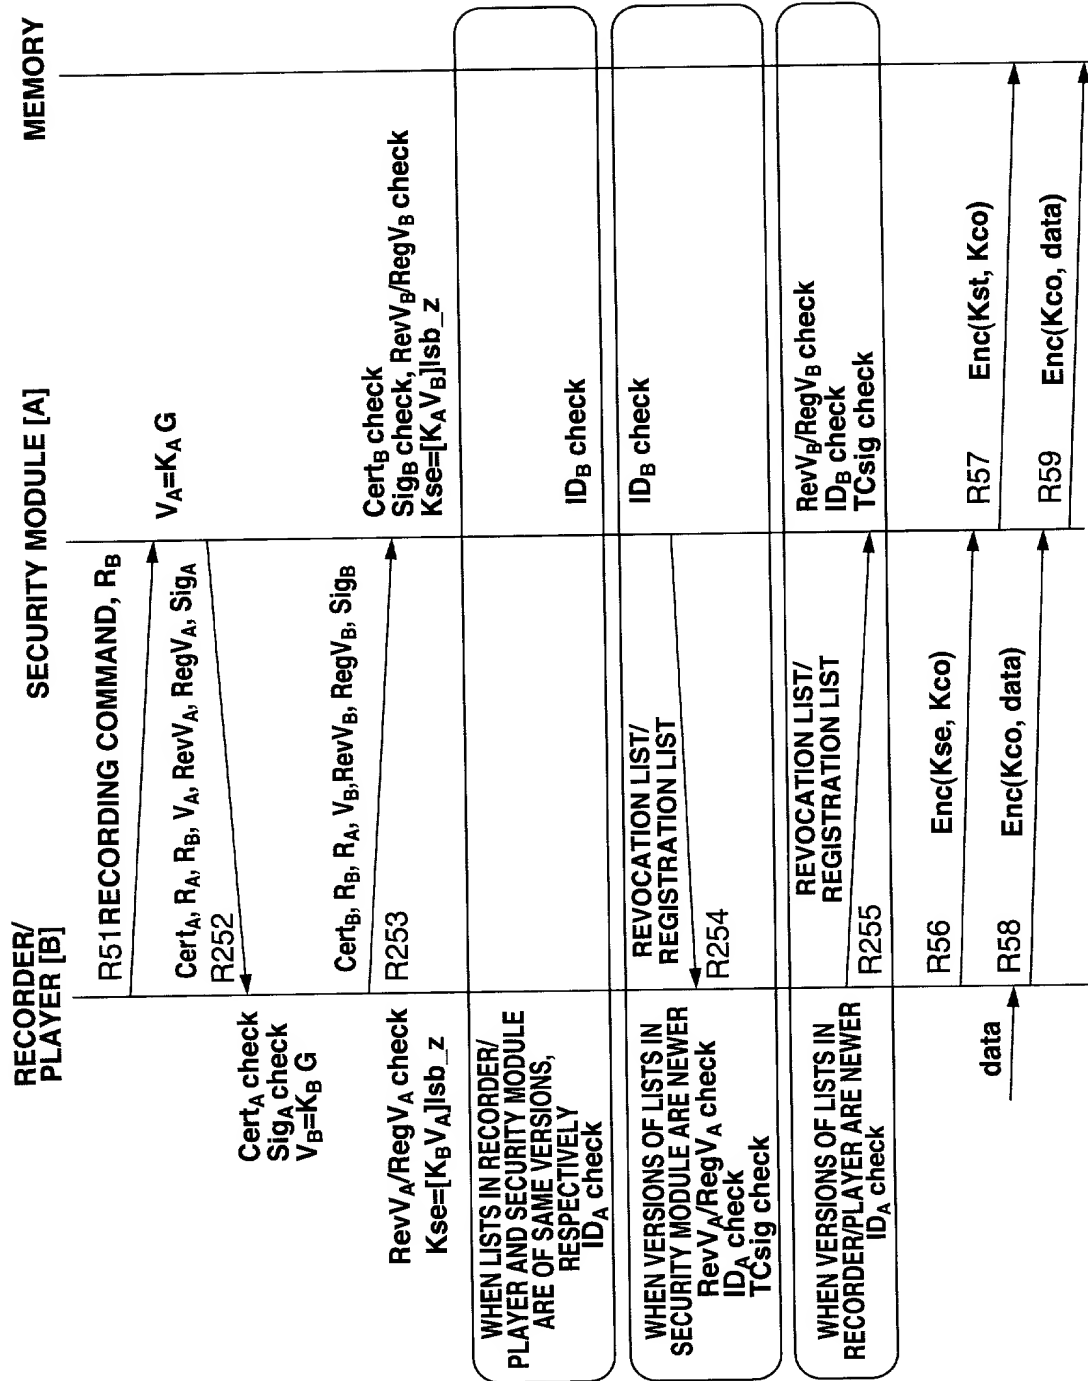 RECORDER/
PLAYER [B]
SECURITY MODULE [A]
MEMORY
R51 RECORDING COMMAND, RB
VA=KA G
CertA, RA, RB, VA, RevVA, RegVA, SigA
R252
CertA check
SigA check
VB=KB G
CertB, RB, RA, VB,RevVB, RegVB, SigB
R253
CertB check
SigB check, RevVB/RegVB check
Kse=[KAVB]lsb_z
RevVA/RegVA check
Kse=[KBVA]lsb_z
WHEN LISTS IN RECORDER/
PLAYER AND SECURITY MODULE
ARE OF SAME VERSIONS,
RESPECTIVELY
IDA check
IDB check
WHEN VERSIONS OF LISTS IN
SECURITY MODULE ARE NEWER
RevVA/RegVA check
IDA check
TCsig check
REVOCATION LIST/
REGISTRATION LIST
R254
IDB check
WHEN VERSIONS OF LISTS IN
RECORDER/PLAYER ARE NEWER
IDA check
REVOCATION LIST/
REGISTRATION LIST
R255
RevVB/RegVB check
IDB check
TCsig check
R56
Enc(Kse, Kco)
R57
Enc(Kst, Kco)
data
R58
Enc(Kco, data)
R59
Enc(Kco, data)